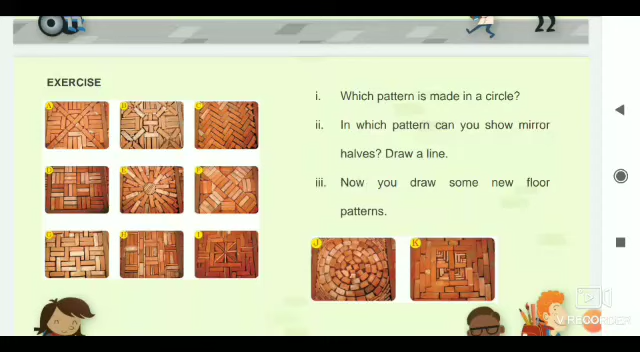 EXERCISE
A
B
C
D
E
F
H
I
i. Which pattern is made in a circle?
ii. In which pattern can you show mirror
halves? Draw a line.
iii. Now you draw some new floor
patterns.
J
K
V.RECORDER